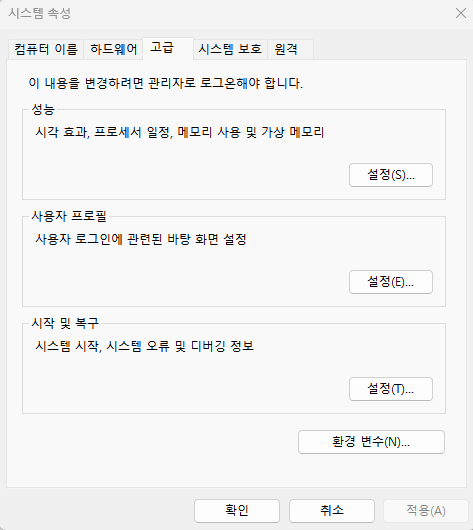 시스템 속성
컴퓨터 이름 하드웨어 고급 시스템 보호 원격
이 내용을 변경하려면 관리자로 로그온해야 합니다.
성능
시각 효과, 프로세서 일정, 메모리 사용 및 가상 메모리
설정(S)...
사용자 프로필
사용자 로그인에 관련된 바탕 화면 설정
설정(E)...
시작 및 복구
시스템 시작, 시스템 오류 및 디버깅 정보
설정(T)...
환경 변수(N)...
확인 취소 적용(A)